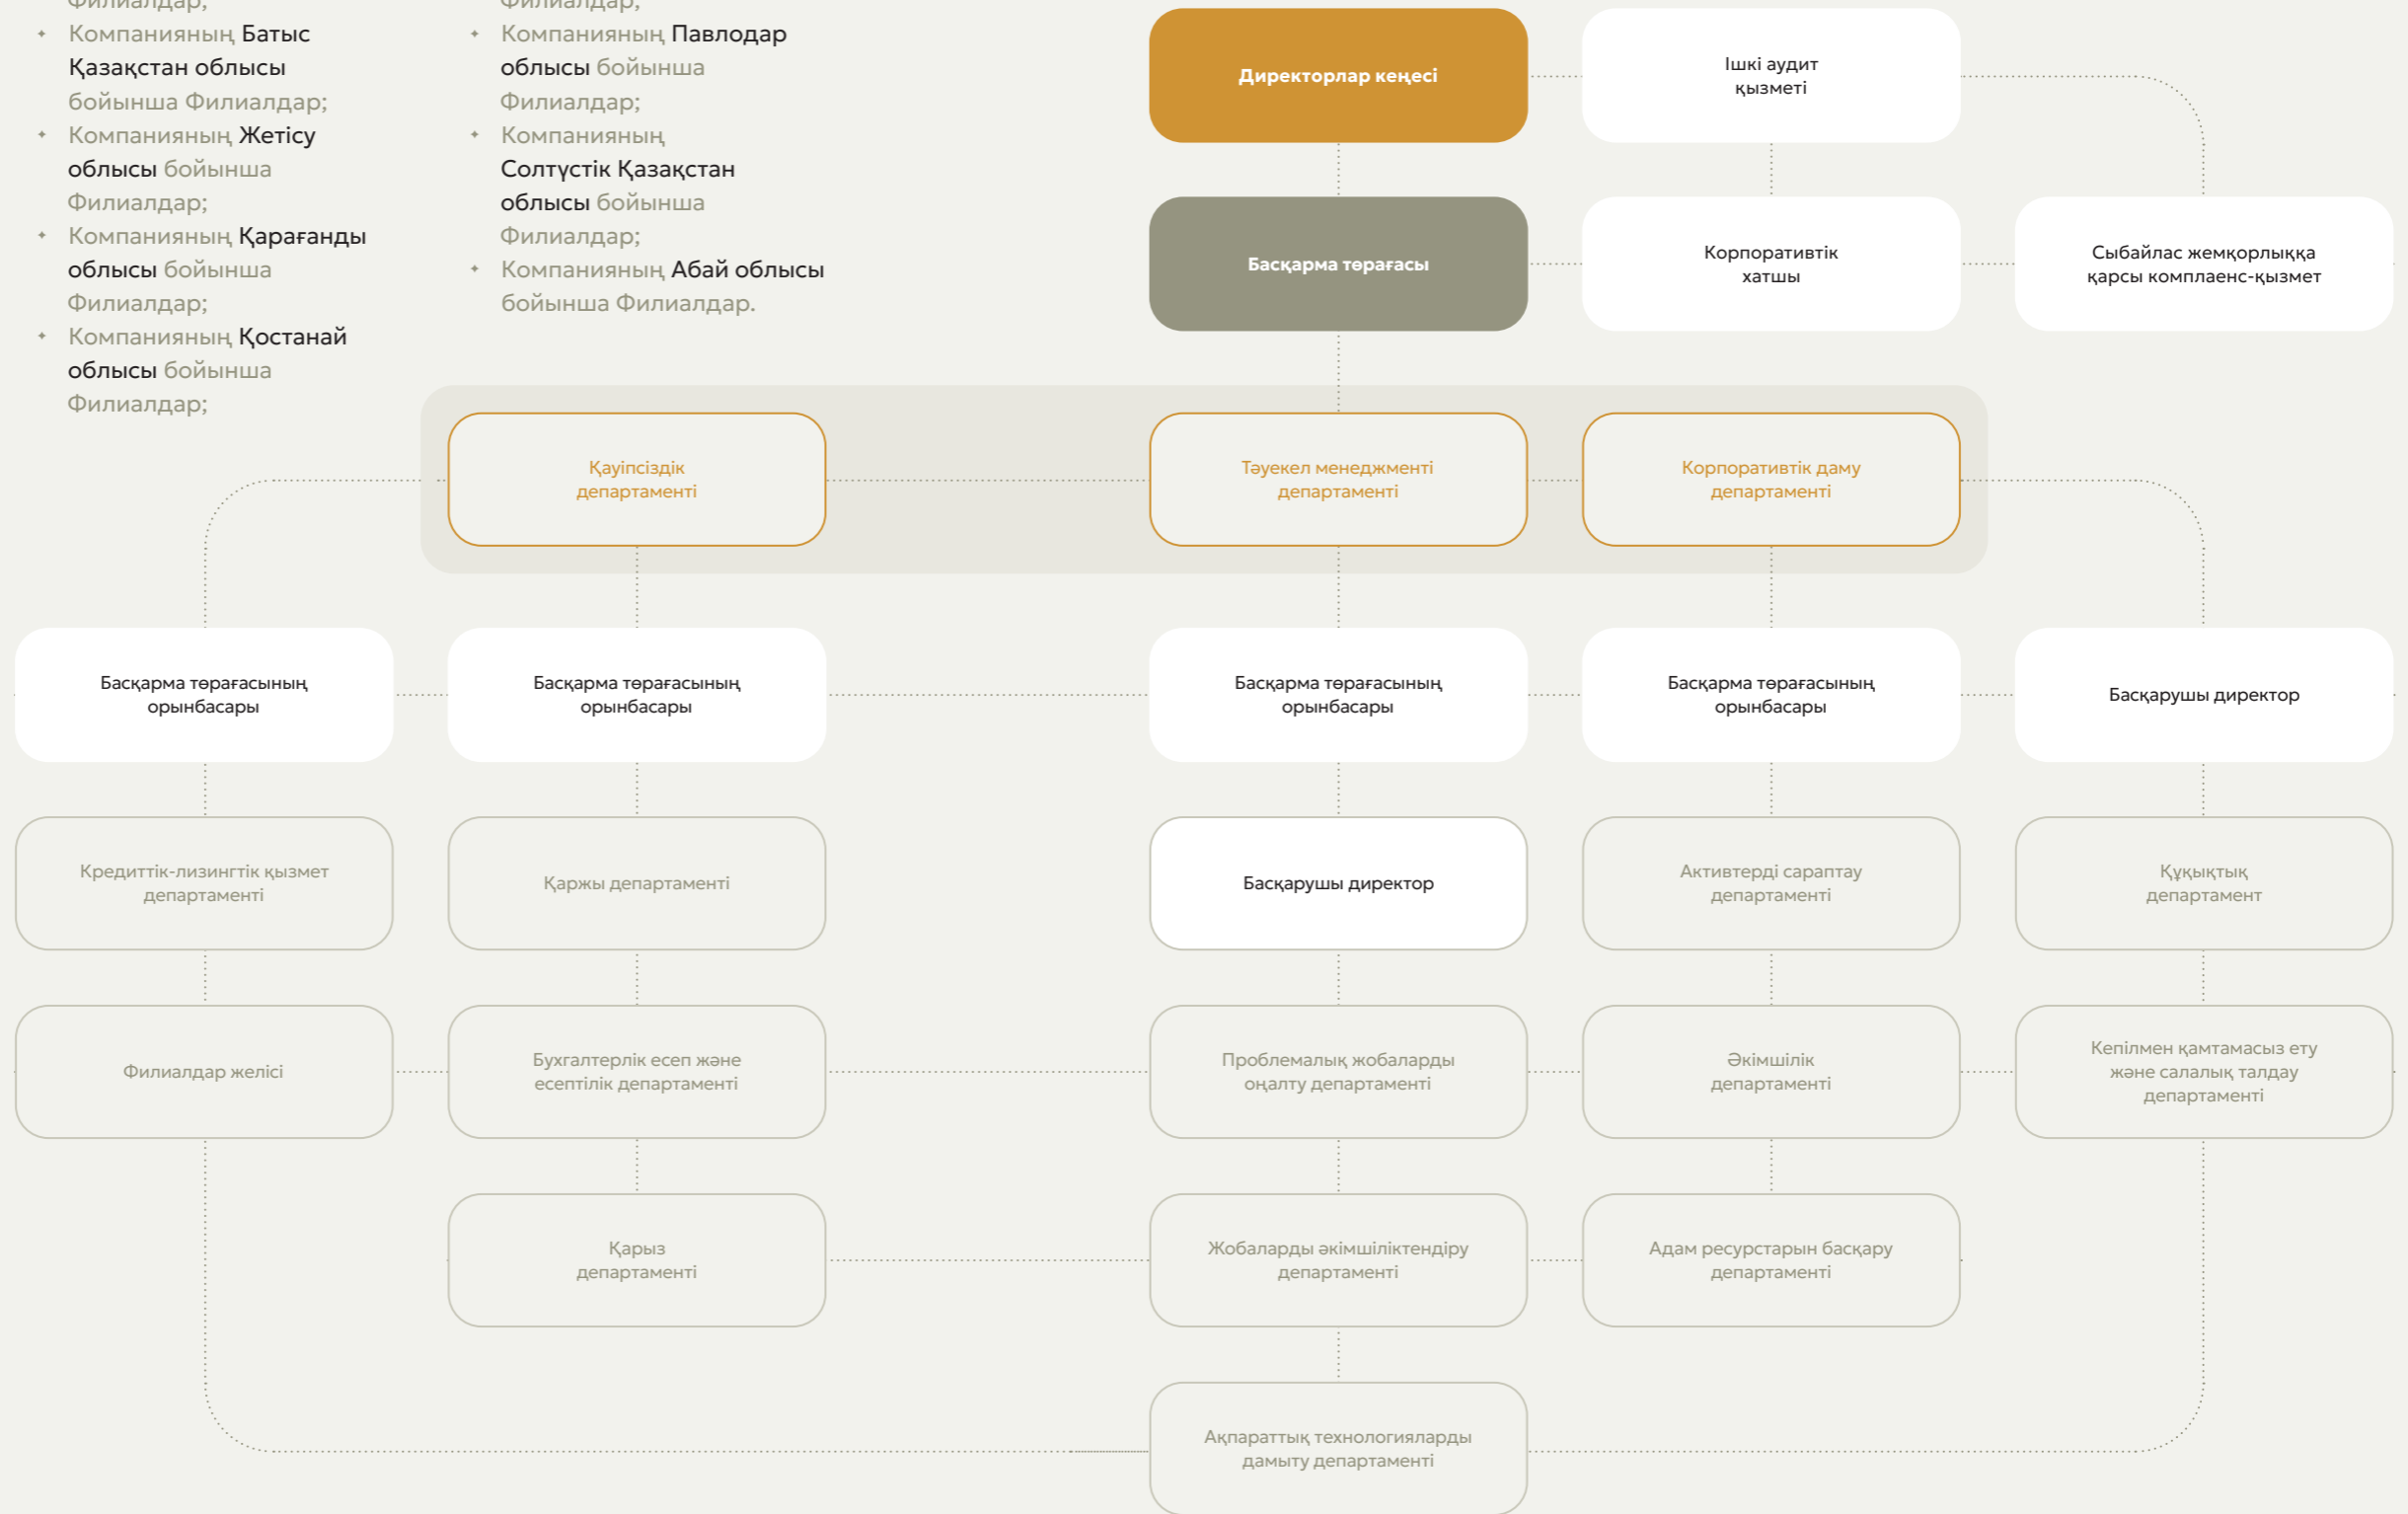 Филиалдар;
Компанияның Батыс
Қазақстан облысы
бойынша Филиалдар;
Компанияның Жетісу
облысы бойынша
Филиалдар;
Компанияның Қарағанды
облысы бойынша
Филиалдар;
Компанияның Қостанай
облысы бойынша
Филиалдар;
Филиалдар;
Компанияның Павлодар
облысы бойынша
Филиалдар;
Компанияның
Солтүстік Қазақстан
облысы бойынша
Филиалдар;
Компанияның Абай облысы
бойынша Филиалдар.
Директорлар кеңесі
Ішкі аудит
қызметі
Басқарма төрағасы
Корпоративтік
хатшы
Сыбайлас жемқорлыққа
қарсы комплаенс-қызмет
Қауіпсіздік
департаменті
Тәуекел менеджменті
департаменті
Корпоративтік даму
департаменті
Басқарма төрағасының
орынбасары
Басқарма төрағасының
орынбасары
Басқарма төрағасының
орынбасары
Басқарма төрағасының
орынбасары
Басқарушы директор
Кредиттік-лизингтік қызмет
департаменті
Қаржы департаменті
Басқарушы директор
Активтерді сараптау
департаменті
Құқықтық
департамент
Филиалдар желісі
Бухгалтерлік есеп және
есептілік департаменті
Проблемалық жобаларды
оңалту департаменті
Әкімшілік
департаменті
Кепілмен қамтамасыз ету
және салалық талдау
департаменті
Қарыз
департаменті
Жобаларды әкімшіліктендіру
департаменті
Адам ресурстарын басқару
департаменті
Ақпараттық технологияларды
дамыту департаменті